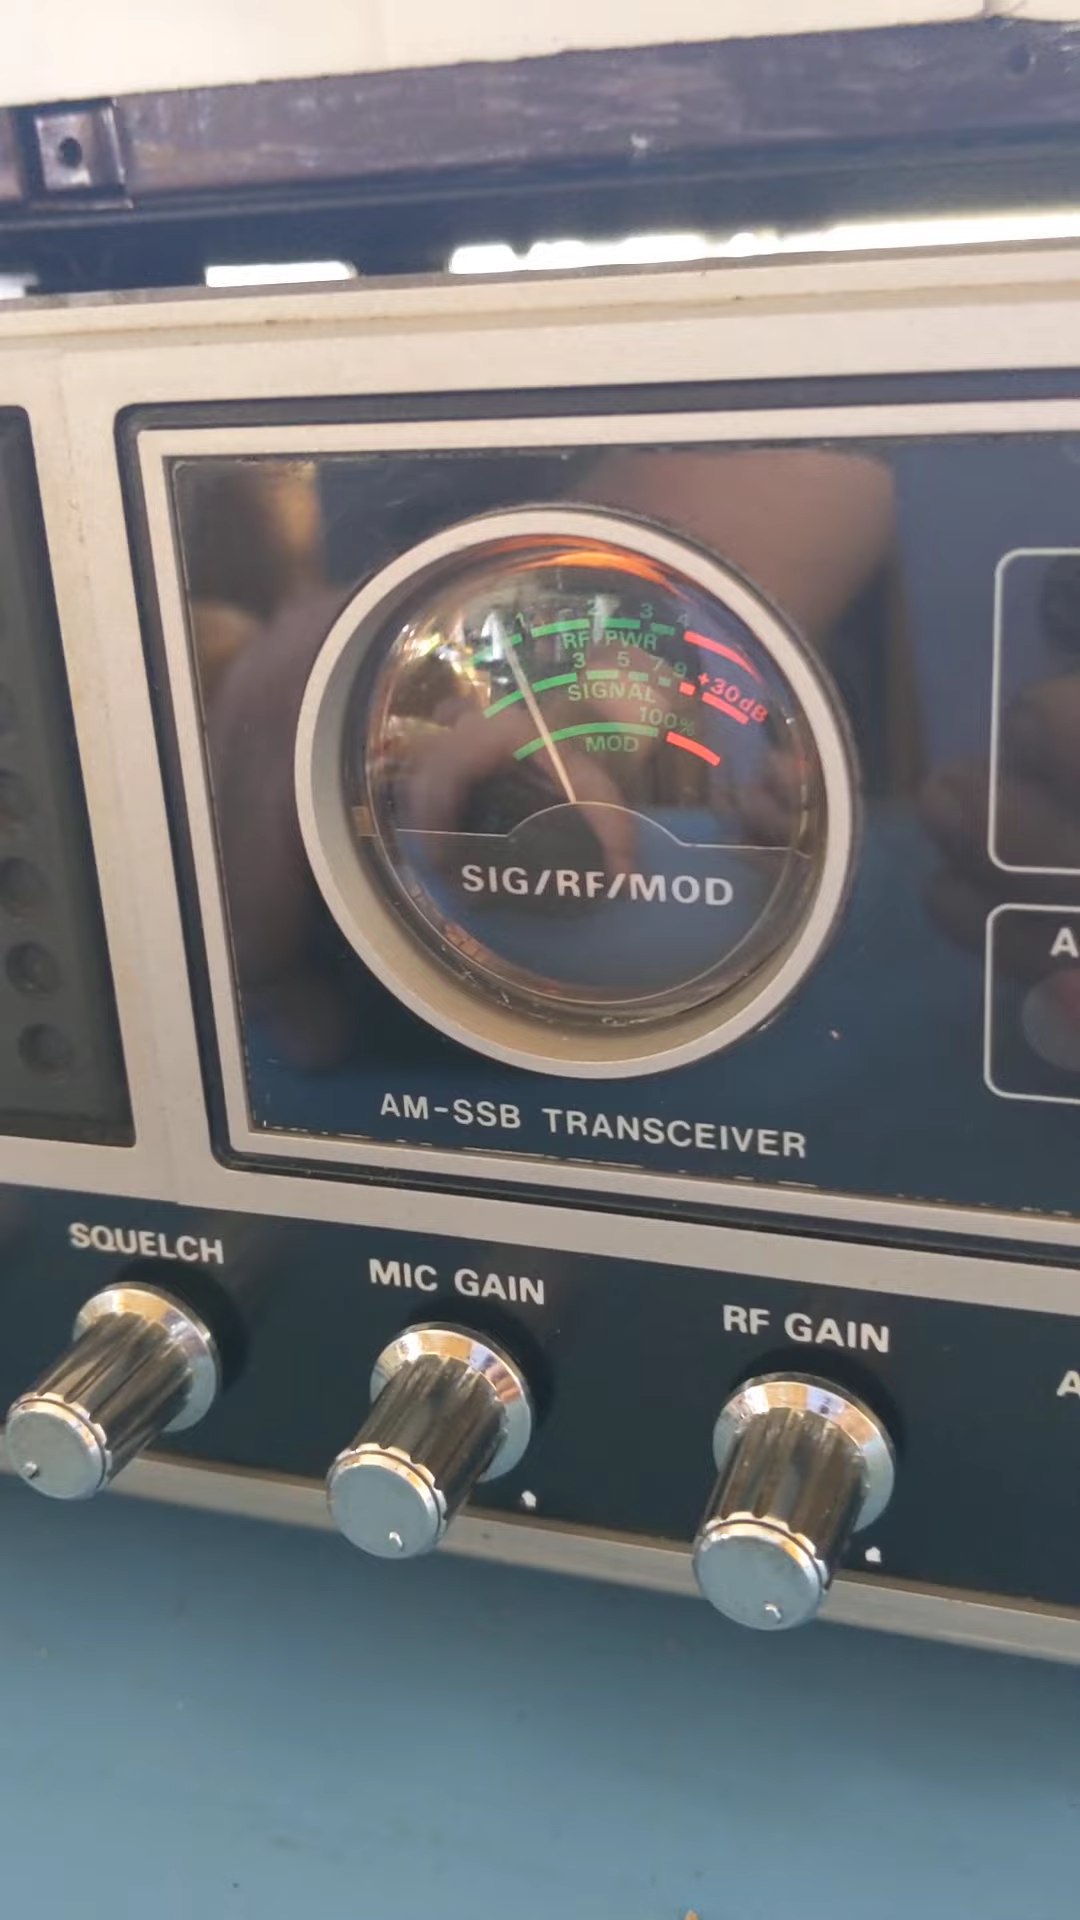 1 2 3 4
RF PWR
3 5 7 9 +30dB
SIGNAL
100%
MOD
SIG/RF/MOD
A
AM-SSB TRANSCEIVER
SQUELCH
MIC GAIN
RF GAIN
A